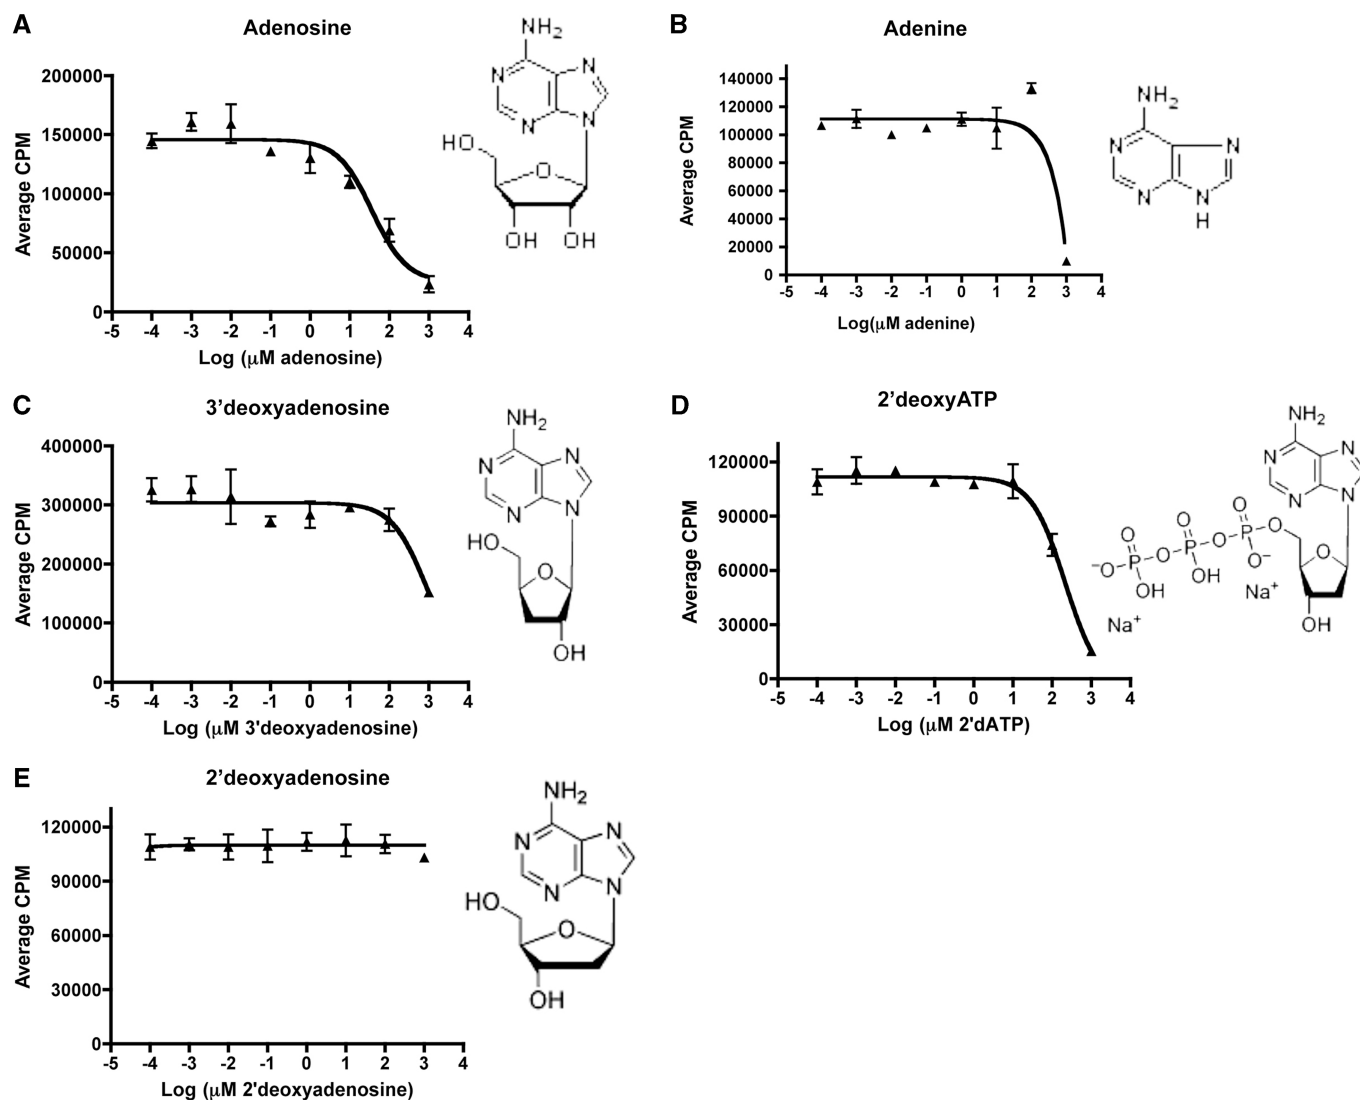 A
Adenosine
200000
150000
100000
50000
0
-5 -4 -3 -2 -1 0 1 2 3 4
Average CPM
Log (μM adenosine)
NH2
N N
N N
HO
O
OH OH
B
Adenine
140000
120000
100000
80000
60000
40000
20000
0
-5 -4 -3 -2 -1 0 1 2 3 4
Average CPM
Log(μM adenine)
NH2
N N
N N
H
C
3’deoxyadenosine
400000
300000
200000
100000
0
-5 -4 -3 -2 -1 0 1 2 3 4
Average CPM
Log (μM 3'deoxyadenosine)
NH2
N N
N N
HO
O
OH
D
2’deoxyATP
120000
90000
60000
30000
0
-5 -4 -3 -2 -1 0 1 2 3 4
Average CPM
Log (μM 2'dATP)
NH2
N N
N N
O O O O
P O P O P
−O OH OH O−
O
Na+ Na+
OH
E
2’deoxyadenosine
120000
90000
60000
30000
0
-5 -4 -3 -2 -1 0 1 2 3 4
Average CPM
Log (μM 2'deoxyadenosine)
NH2
N N
N N
HO
O
OH